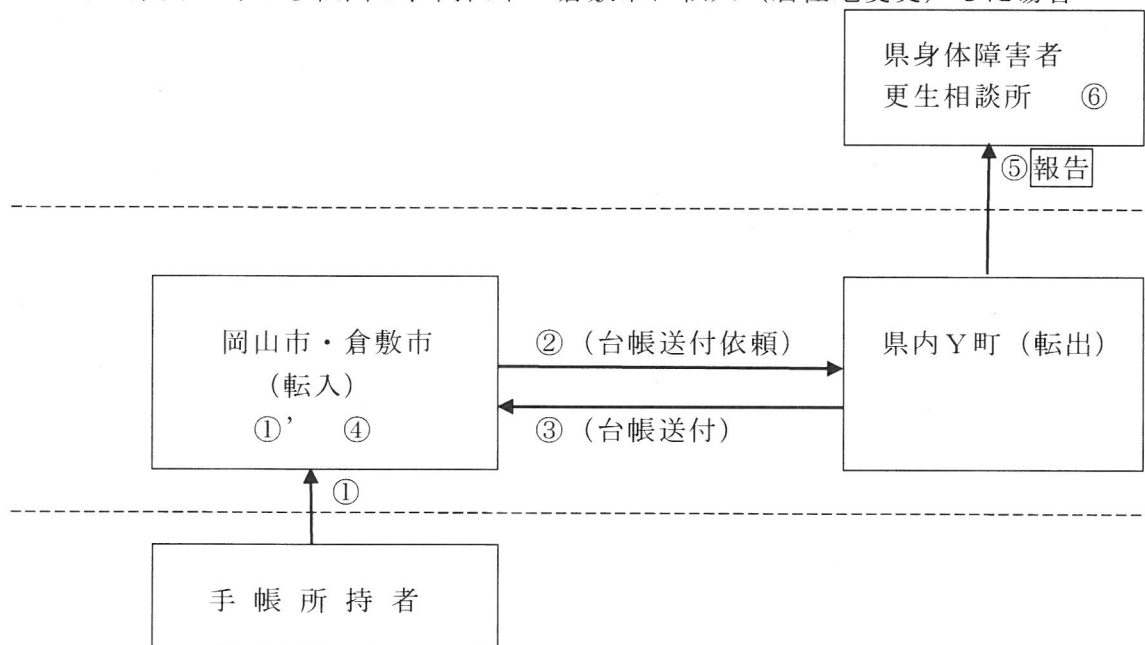 県身体障害者
更生相談所 ⑥
⑤報告
岡山市・倉敷市
(転入)
①’ ④
②(台帳送付依頼)
③(台帳送付)
県内Y町(転出)
①
手帳所持者